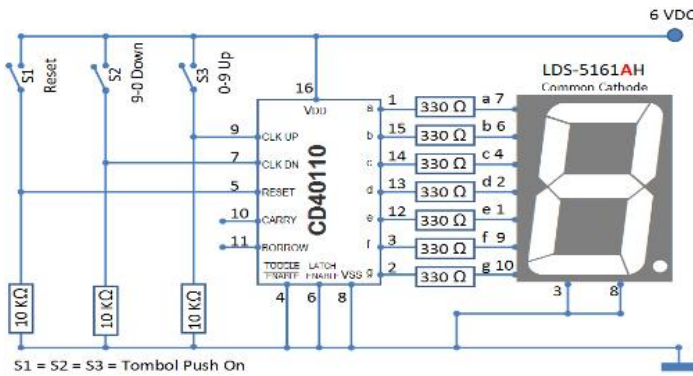 6 VDC
S1
Reset
S2
9-0 Down
S3
0-9 Up
LDS-5161AH
Common Cathode
16
VDD
CD40110
9
CLK UP
7
CLK DN
5
RESET
10
CARRY
11
BORROW
TOGGLE ENABLE
LATCH ENABLE
VSS
4
6
8
a
1
330 Ω
a 7
b
15
330 Ω
b 6
c
14
330 Ω
c 4
d
13
330 Ω
d 2
e
12
330 Ω
e 1
f
3
330 Ω
f 9
g
2
330 Ω
g 10
3
8
10 KΩ
10 KΩ
10 KΩ
S1 = S2 = S3 = Tombol Push On